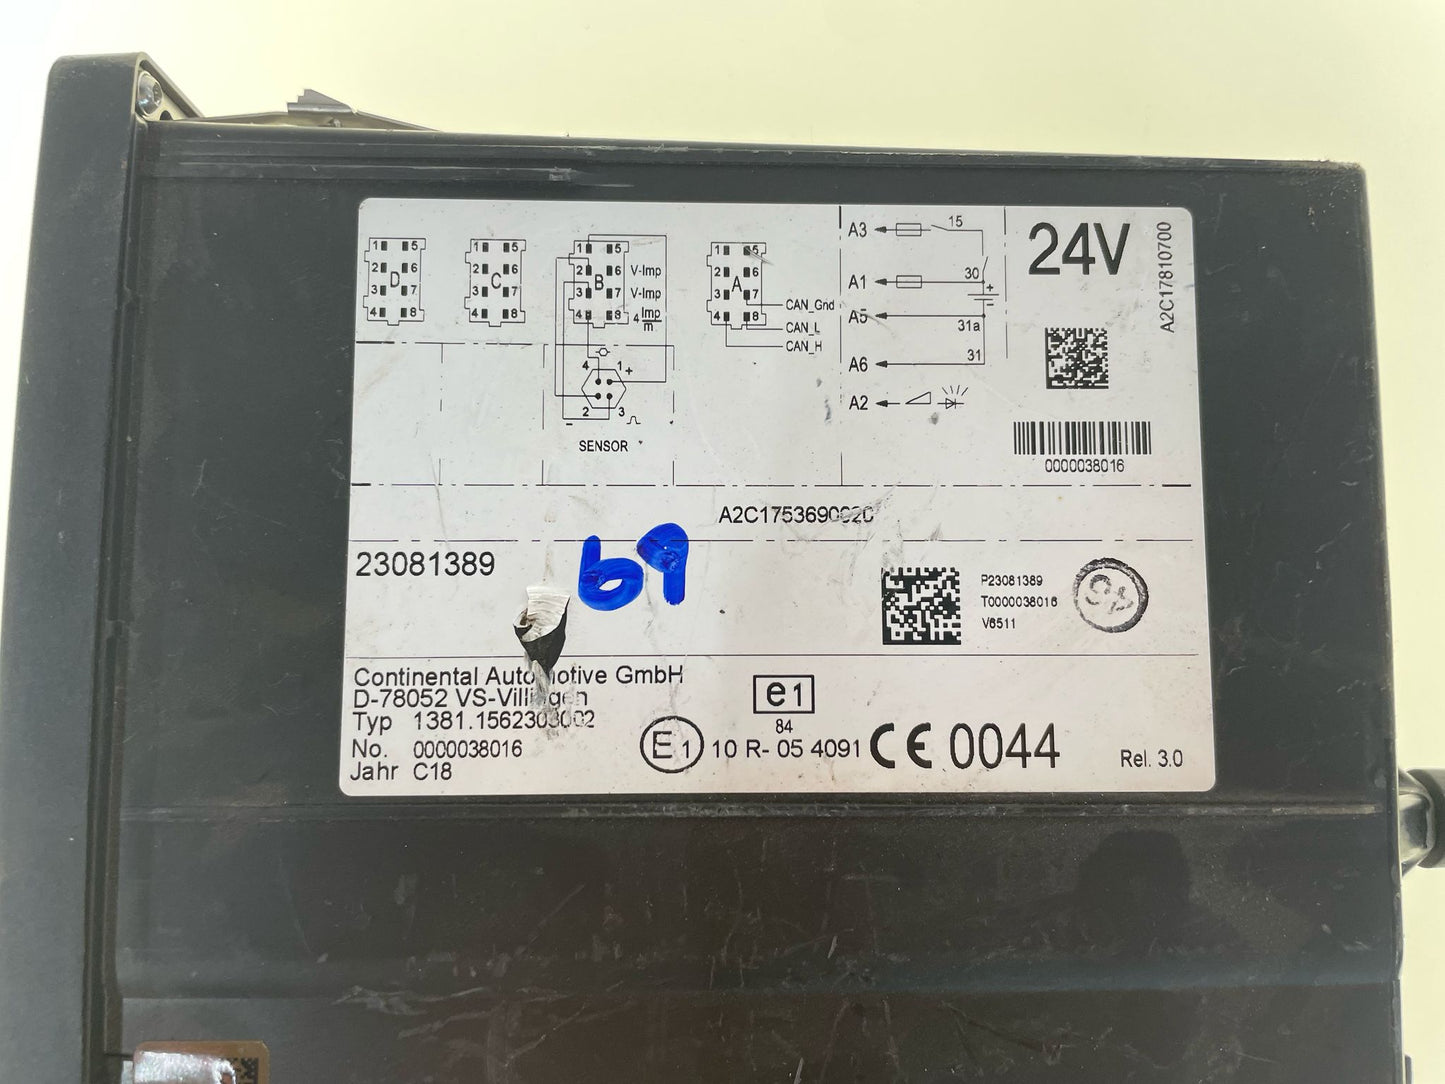 1 5
2 6
D
3 7
4 8
1 5
2 6
C
3 7
4 8
1 5
2 6 V-Imp
B
3 7 V-Imp
4 8 4 Imp/m
1 5
2 6
A
3 7
4 8
CAN_Gnd
CAN_L
CAN_H
4 1 +
2 3
-
SENSOR
A3 15
A1 30
+
-
A5 31a
A6 31
A2
24V
A2C17810700
0000038016
23081389
69
P23081389
T0000038016
V6511
Continental Automotive GmbH
D-78052 VS-Villingen
Typ 1381.1562303002
No. 0000038016
Jahr C18
e1
84
E1 10 R- 05 4091 CE 0044
Rel. 3.0